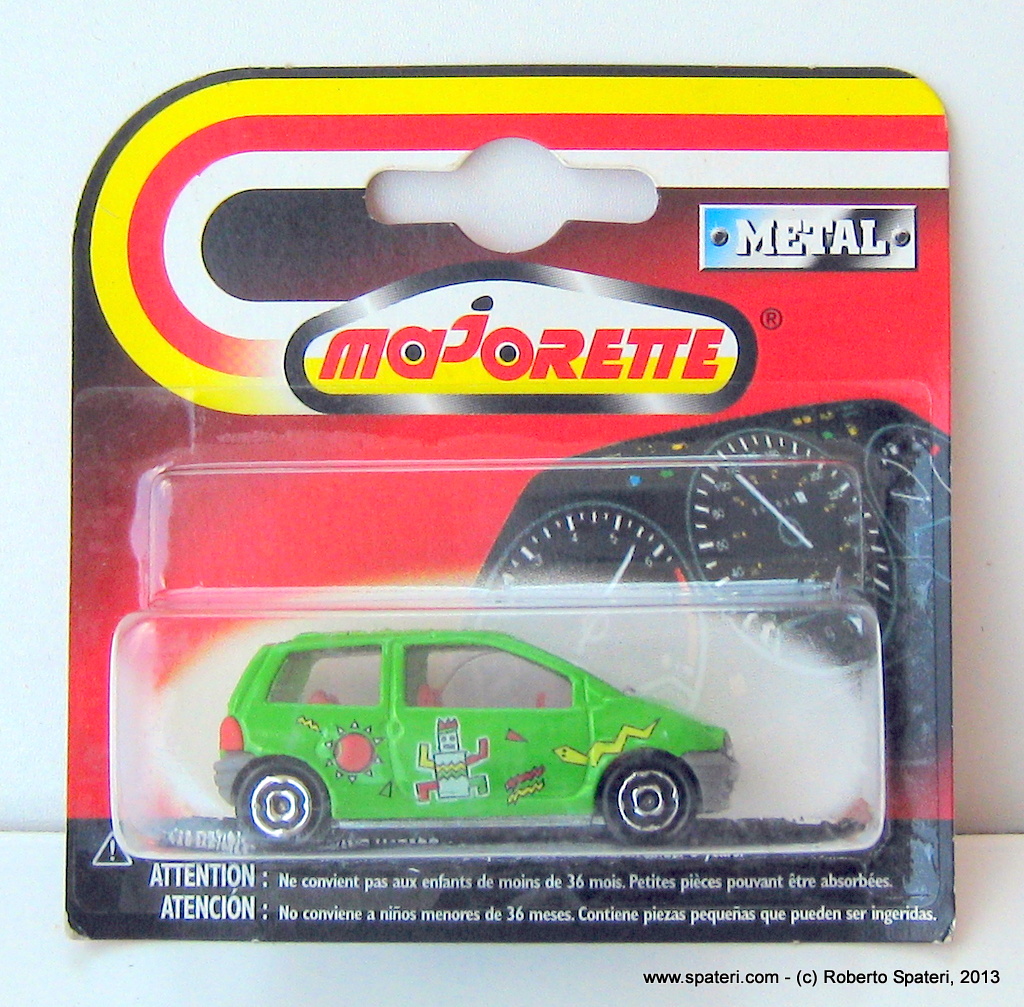 METAL
MAJORETTE ®
ATTENTION : Ne convient pas aux enfants de moins de 36 mois. Petites pièces pouvant être absorbées.
ATENCIÓN : No conviene a niños menores de 36 meses. Contiene piezas pequeñas que pueden ser ingeridas.
www.spateri.com - (c) Roberto Spateri, 2013